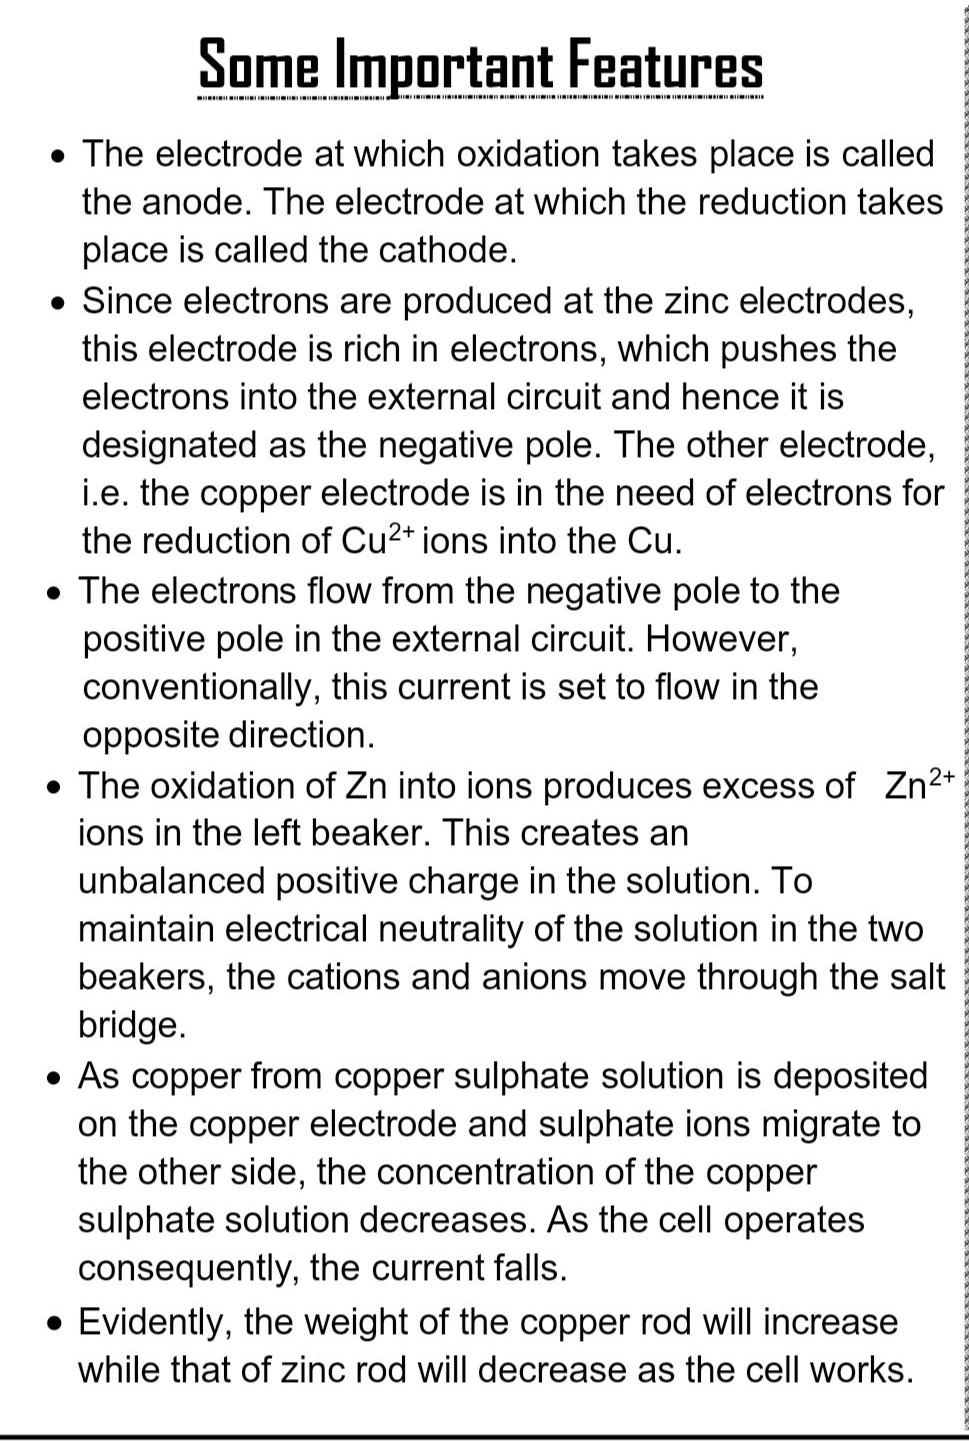 Some Important Features
• The electrode at which oxidation takes place is called
the anode. The electrode at which the reduction takes
place is called the cathode.
• Since electrons are produced at the zinc electrodes,
this electrode is rich in electrons, which pushes the
electrons into the external circuit and hence it is
designated as the negative pole. The other electrode,
i.e. the copper electrode is in the need of electrons for
the reduction of Cu²⁺ ions into the Cu.
• The electrons flow from the negative pole to the
positive pole in the external circuit. However,
conventionally, this current is set to flow in the
opposite direction.
• The oxidation of Zn into ions produces excess of Zn²⁺
ions in the left beaker. This creates an
unbalanced positive charge in the solution. To
maintain electrical neutrality of the solution in the two
beakers, the cations and anions move through the salt
bridge.
• As copper from copper sulphate solution is deposited
on the copper electrode and sulphate ions migrate to
the other side, the concentration of the copper
sulphate solution decreases. As the cell operates
consequently, the current falls.
• Evidently, the weight of the copper rod will increase
while that of zinc rod will decrease as the cell works.